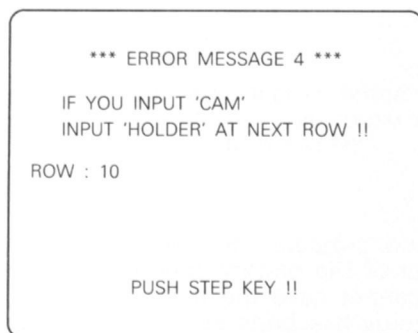 *** ERROR MESSAGE 4 ***
IF YOU INPUT 'CAM'
INPUT 'HOLDER' AT NEXT ROW !!
ROW : 10
PUSH STEP KEY !!